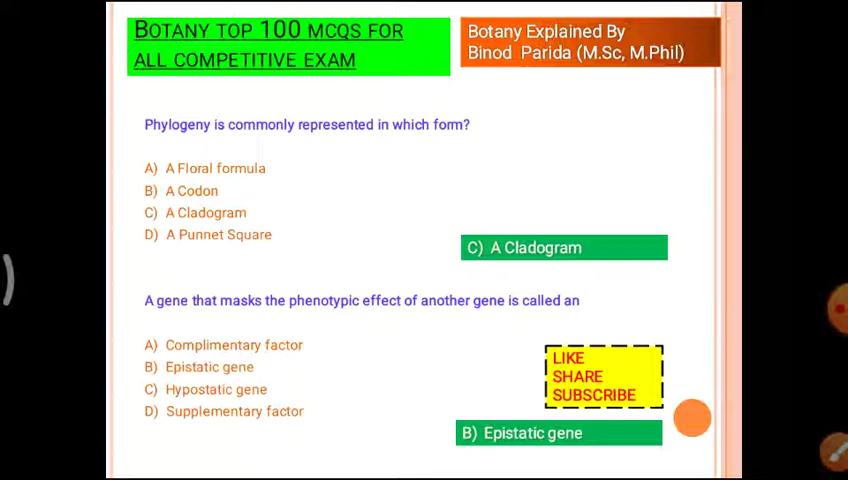 BOTANY TOP 100 MCQS FOR
ALL COMPETITIVE EXAM
Botany Explained By
Binod Parida (M.Sc, M.Phil)
Phylogeny is commonly represented in which form?
A) A Floral formula
B) A Codon
C) A Cladogram
D) A Punnet Square
C) A Cladogram
A gene that masks the phenotypic effect of another gene is called an
A) Complimentary factor
B) Epistatic gene
C) Hypostatic gene
D) Supplementary factor
LIKE
SHARE
SUBSCRIBE
B) Epistatic gene